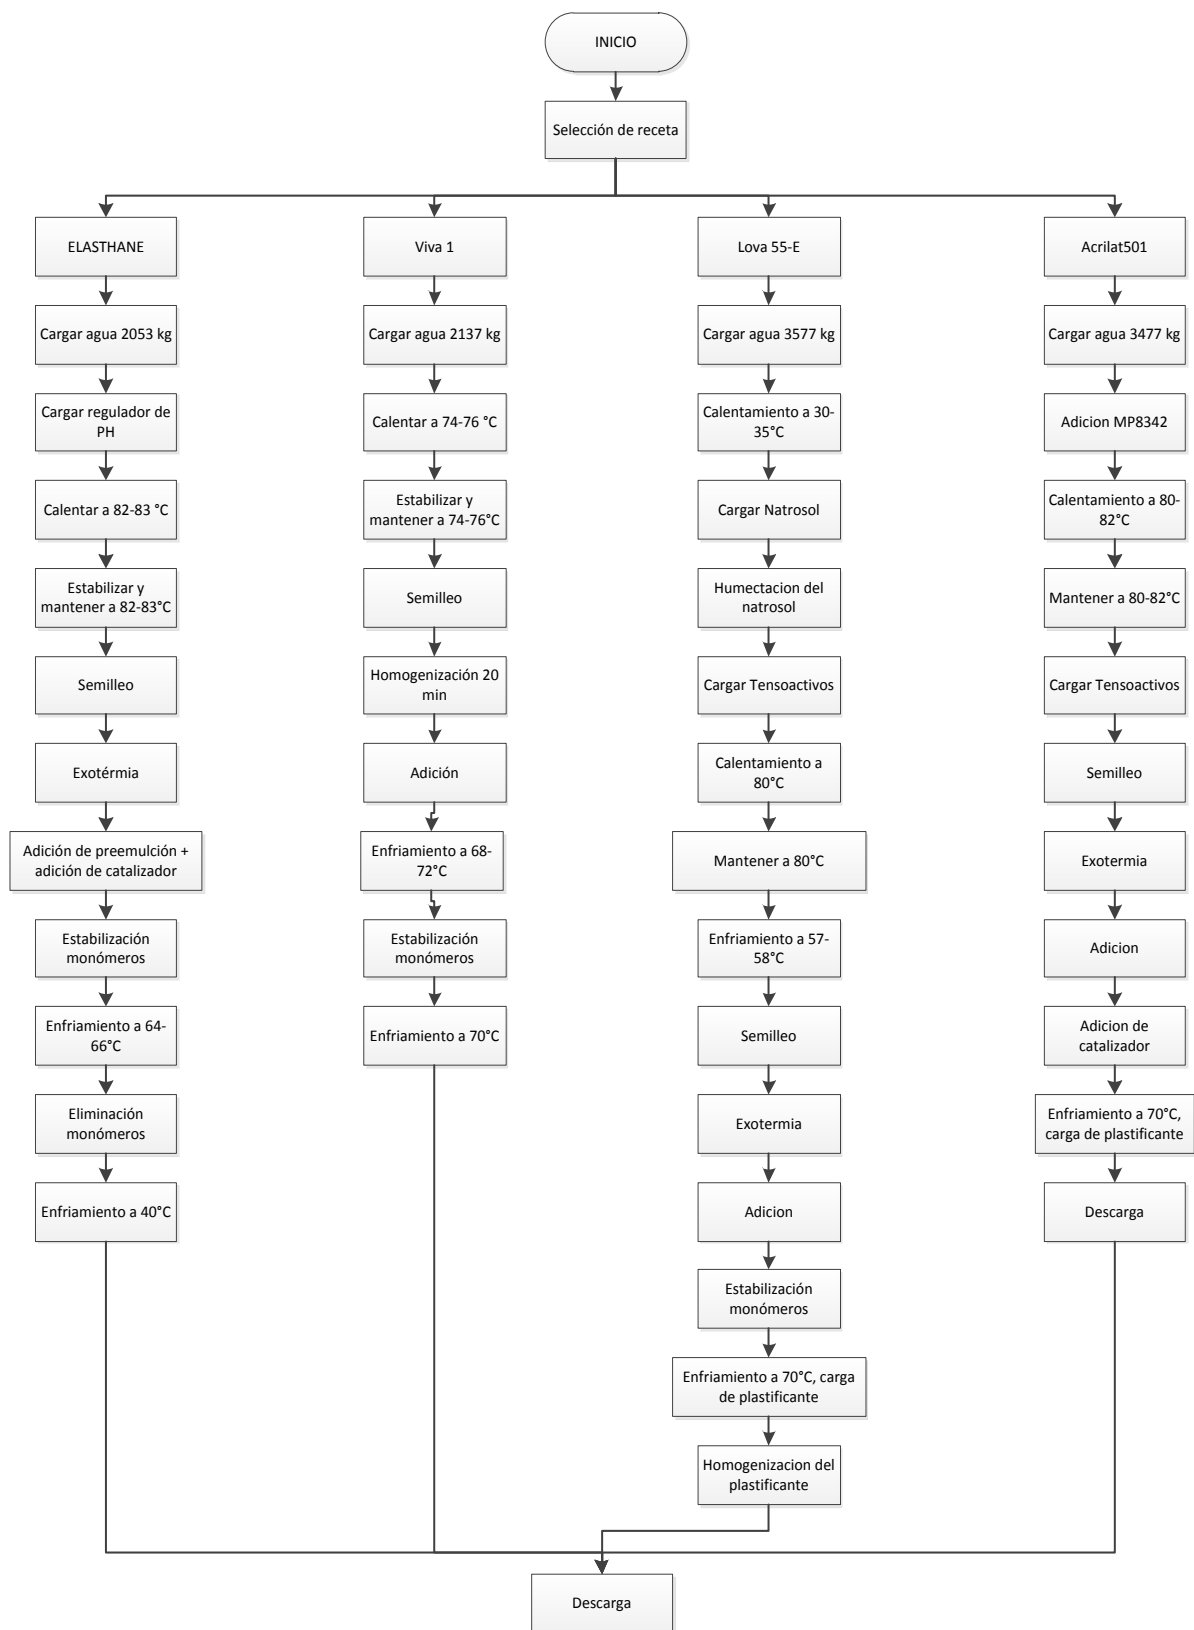 INICIO
Selección de receta
ELASTHANE
Cargar agua 2053 kg
Cargar regulador de
PH
Calentar a 82-83 °C
Estabilizar y
mantener a 82-83°C
Semilleo
Exotérmia
Adición de preemulción +
adición de catalizador
Estabilización
monómeros
Enfriamiento a 64-
66°C
Eliminación
monómeros
Enfriamiento a 40°C
Viva 1
Cargar agua 2137 kg
Calentar a 74-76 °C
Estabilizar y
mantener a 74-76°C
Semilleo
Homogenización 20
min
Adición
Enfriamiento a 68-
72°C
Estabilización
monómeros
Enfriamiento a 70°C
Lova 55-E
Cargar agua 3577 kg
Calentamiento a 30-
35°C
Cargar Natrosol
Humectacion del
natrosol
Cargar Tensoactivos
Calentamiento a
80°C
Mantener a 80°C
Enfriamiento a 57-
58°C
Semilleo
Exotermia
Adicion
Estabilización
monómeros
Enfriamiento a 70°C, carga
de plastificante
Homogenizacion del
plastificante
Acrilat501
Cargar agua 3477 kg
Adicion MP8342
Calentamiento a 80-
82°C
Mantener a 80-82°C
Cargar Tensoactivos
Semilleo
Exotermia
Adicion
Adicion de
catalizador
Enfriamiento a 70°C,
carga de plastificante
Descarga
Descarga